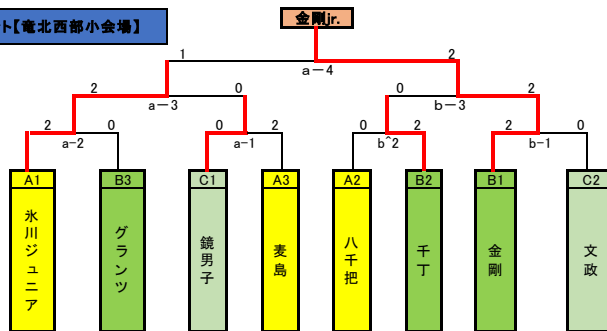 ト【竜北西部小会場】
金剛jr.
1 2
a－4
2 0 0 2
a－3 b－3
2 0 0 2 0 2 2 0
a-2 a-1 b^2 b-1
A1 B3 C1 A3 A2 B2 B1 C2
氷川ジュニア
グランツ
鏡男子
麦島
八千把
千丁
金剛
文政